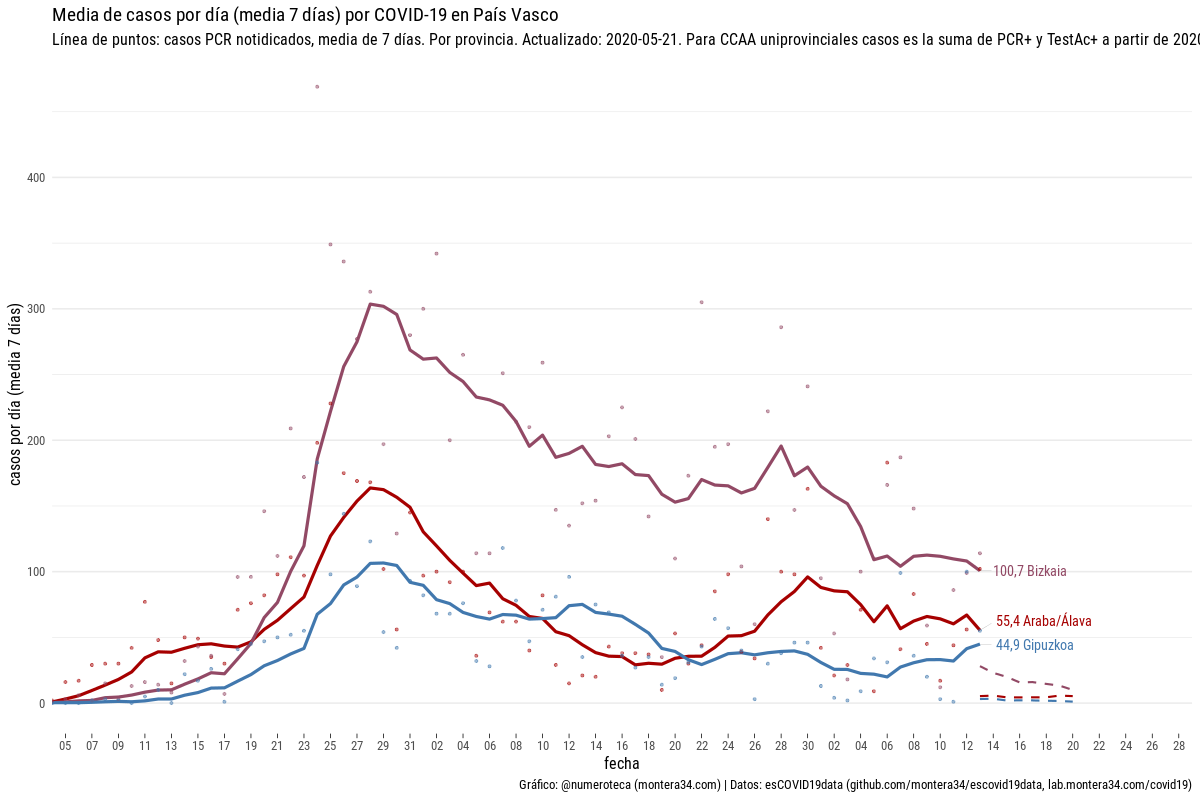 Media de casos por día (media 7 días) por COVID-19 en País Vasco
Línea de puntos: casos PCR notidicados, media de 7 días. Por provincia. Actualizado: 2020-05-21. Para CCAA uniprovinciales casos es la suma de PCR+ y TestAc+ a partir de 2020
casos por día (media 7 días)
400
300
200
100
0
100,7 Bizkaia
55,4 Araba/Álava
44,9 Gipuzkoa
05 07 09 11 13 15 17 19 21 23 25 27 29 31 02 04 06 08 10 12 14 16 18 20 22 24 26 28 30 02 04 06 08 10 12 14 16 18 20 22 24 26 28
fecha
Gráfico: @numeroteca (montera34.com) | Datos: esCOVID19data (github.com/montera34/escovid19data, lab.montera34.com/covid19)